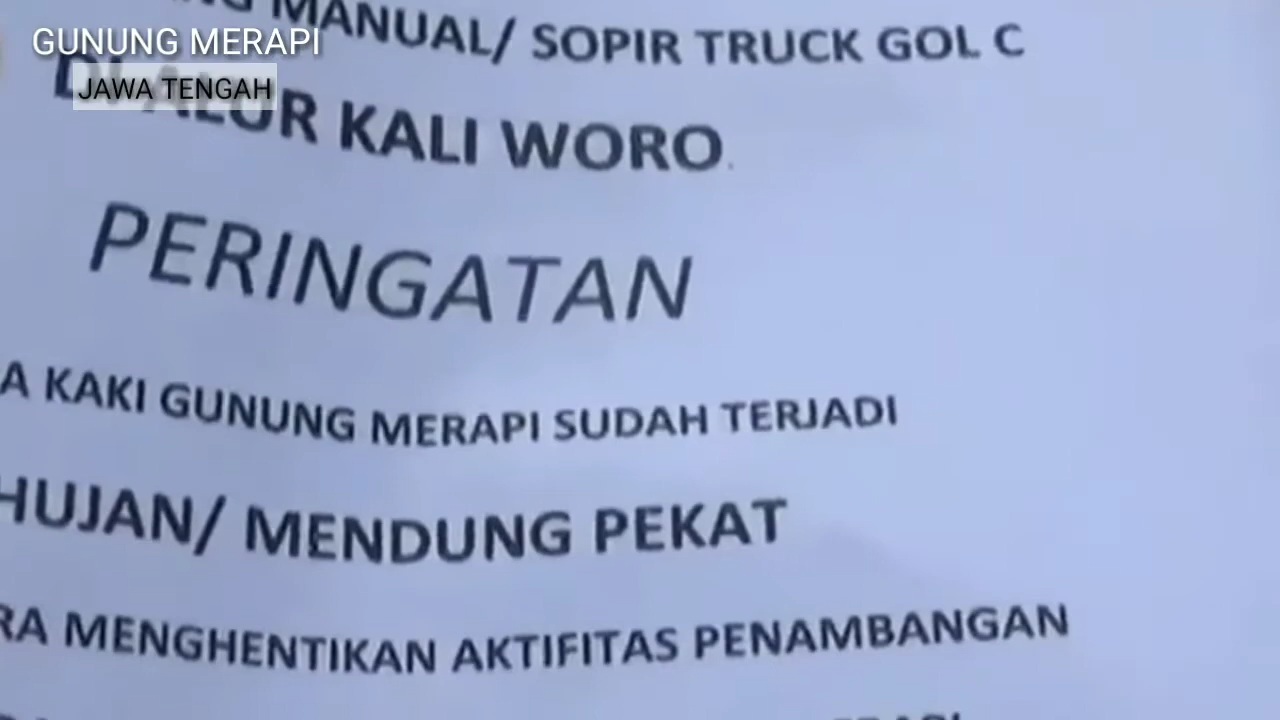 GUNUNG MERAPI
JAWA TENGAH
MANUAL/ SOPIR TRUCK GOL C
KALI WORO
PERINGATAN
KAKI GUNUNG MERAPI SUDAH TERJADI
HUJAN/ MENDUNG PEKAT
MENGHENTIKAN AKTIFITAS PENAMBANGAN